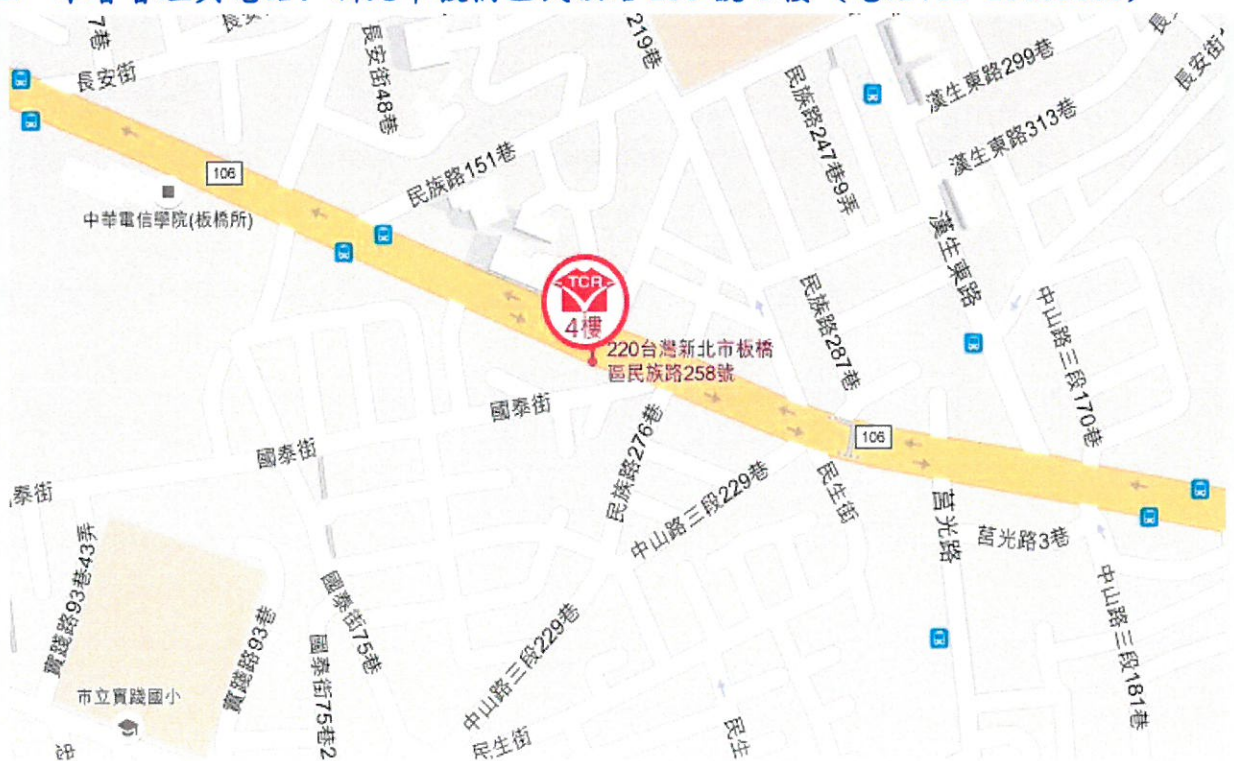 7巷
長安街
長安街48巷
219巷
民族路247巷9弄
漢生東路299巷
漢生東路313巷
長安街
106
民族路151巷
中華電信學院(板橋所)
漢生東路
TCR
4樓
220台灣新北市板橋
區民族路258號
民族路287巷
中山路三段170巷
國泰街
國泰街
泰街
民族路276巷
中山路三段229巷
106
民生街
莒光路
莒光路3巷
實踐路93巷43弄
實踐路93巷
國泰街75巷
國泰街75巷2
中山路三段229巷
中山路三段181巷
市立實踐國小
民生街
民生